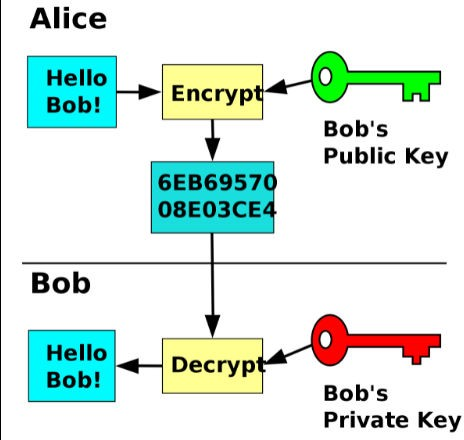 Alice
Hello
Bob!
Encrypt
Bob's
Public Key
6EB69570
08E03CE4
Bob
Hello
Bob!
Decrypt
Bob's
Private Key